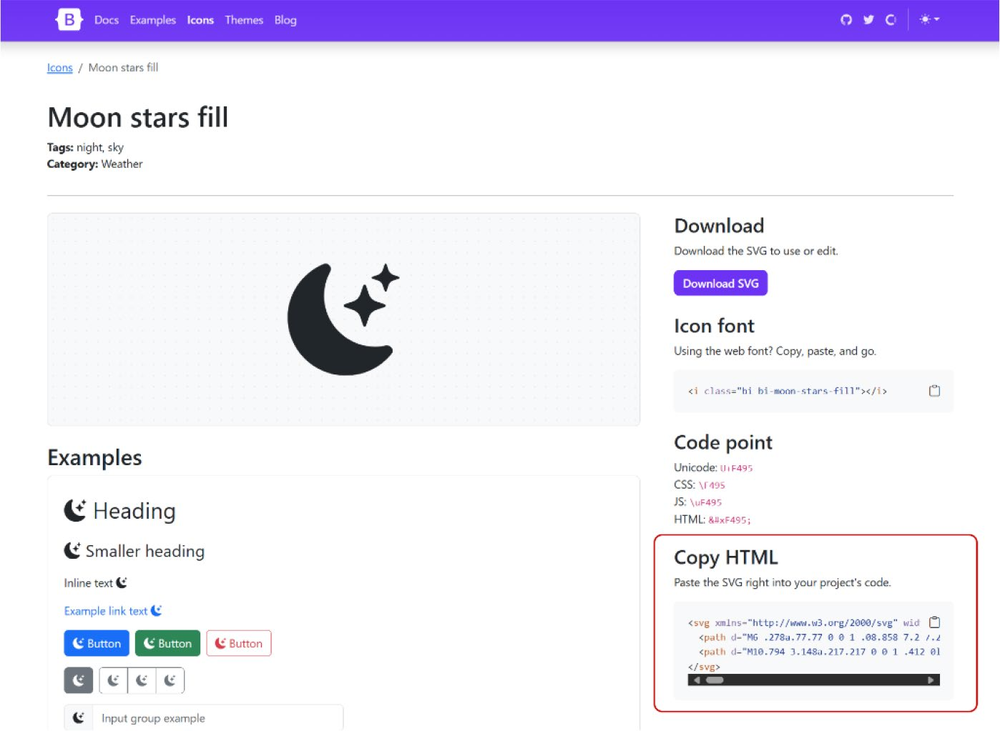 B Docs Examples Icons Themes Blog
Icons / Moon stars fill
Moon stars fill
Tags: night, sky
Category: Weather
Download
Download the SVG to use or edit.
Download SVG
Icon font
Using the web font? Copy, paste, and go.
<i class="bi bi-moon-stars-fill"></i>
Code point
Unicode: U+F495
CSS: \F495
JS: \uF495
HTML: &#xF495;
Copy HTML
Paste the SVG right into your project's code.
<svg xmlns="http://www.w3.org/2000/svg" wid
<path d="M6 .278a.77.77 0 0 1 .08.858 7.2 7.2
<path d="M10.794 3.148a.217.217 0 0 1 .412 0l
</svg>
Examples
Heading
Smaller heading
Inline text
Example link text
Button Button Button
Input group example